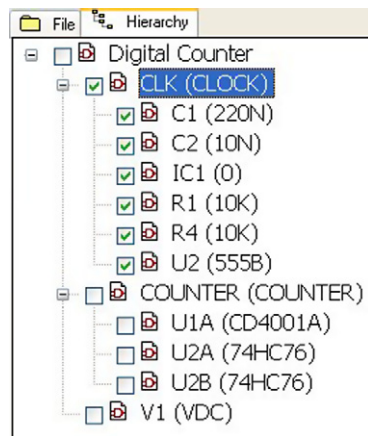 File Hierarchy
Digital Counter
CLK (CLOCK)
C1 (220N)
C2 (10N)
IC1 (0)
R1 (10K)
R4 (10K)
U2 (555B)
COUNTER (COUNTER)
U1A (CD4001A)
U2A (74HC76)
U2B (74HC76)
V1 (VDC)